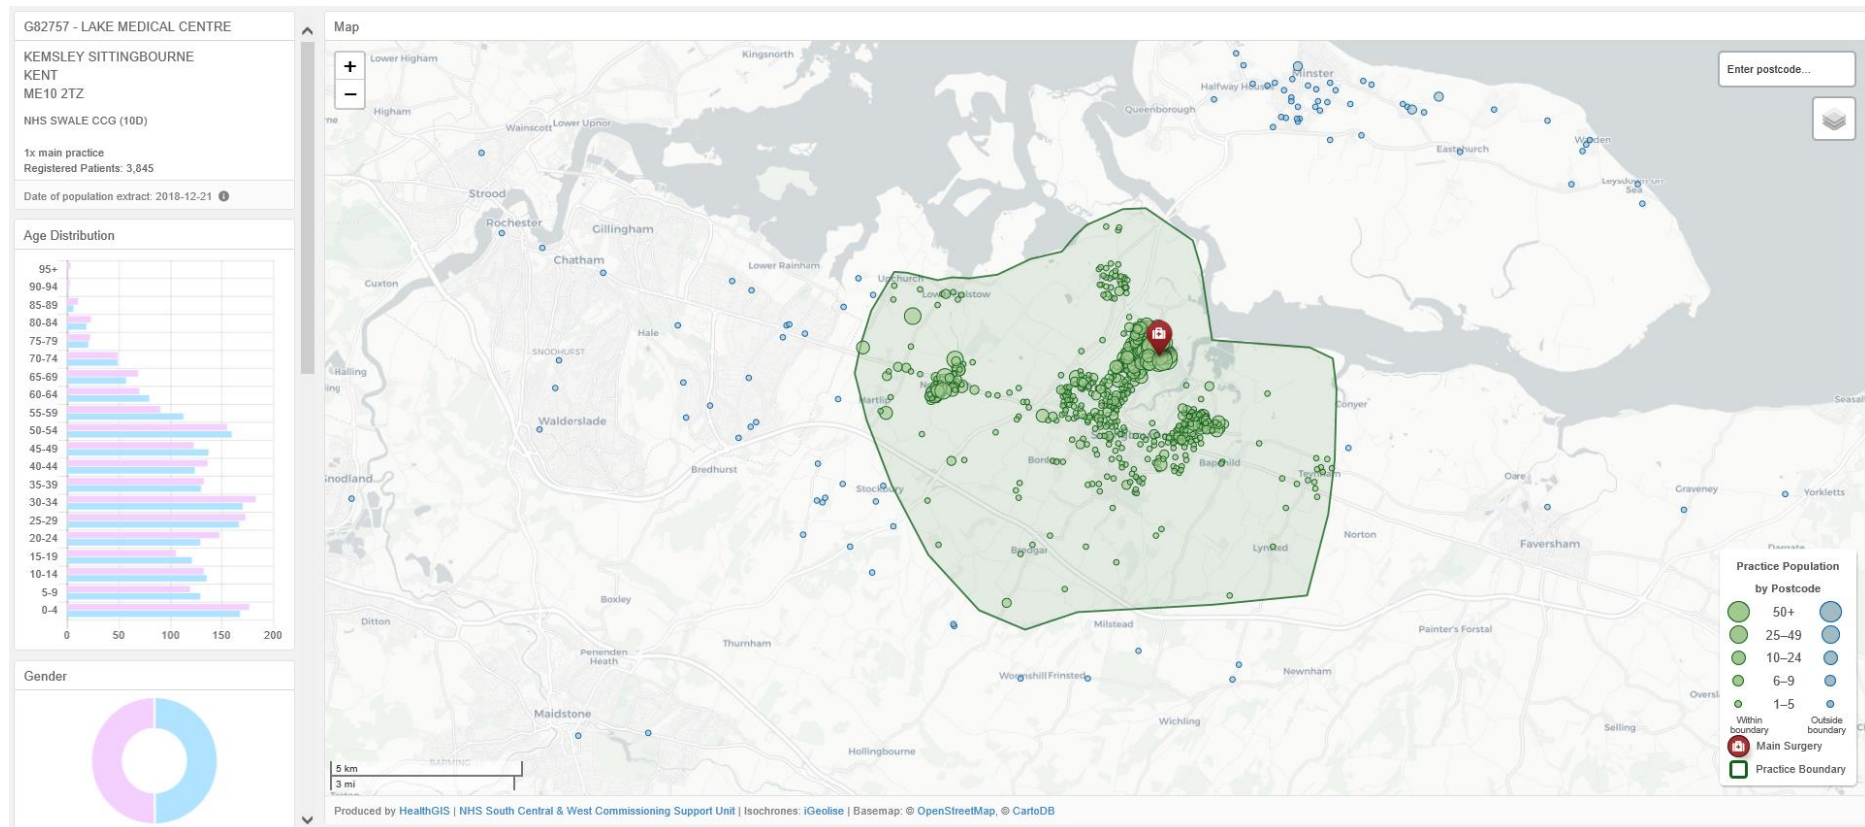 G82757 - LAKE MEDICAL CENTRE
KEMSLEY SITTINGBOURNE
KENT
ME10 2TZ
NHS SWALE CCG (10D)
1x main practice
Registered Patients: 3,845
Date of population extract: 2018-12-21
Age Distribution
95+
90-94
85-89
80-84
75-79
70-74
65-69
60-64
55-59
50-54
45-49
40-44
35-39
30-34
25-29
20-24
15-19
10-14
5-9
0-4
0 50 100 150 200
Gender
Map
+
−
Enter postcode...
Lower Higham
Kingsnorth
Higham
Wainscott
Lower Upnor
Queenborough
Minster
Eastchurch
Strood
Rochester
Gillingham
Chatham
Lower Rainham
Cuxton
Upchurch
Hale
SNODHURST
Halling
Hartlip
Walderslade
Conyer
Bredhurst
Bapchild
Stockbury
Teynham
Oare
Graveney
Yorkletts
Norton
Faversham
Bredgar
Lynsted
Boxley
Ditton
Milstead
Painter's Forstal
Thurnham
Penenden
Heath
Wormshill
Frinsted
Newnham
Maidstone
Wichling
Selling
Hollingbourne
BARMING
5 km
3 mi
Practice Population
by Postcode
50+
25–49
10–24
6–9
1–5
Within
boundary
Outside
boundary
Main Surgery
Practice Boundary
Produced by HealthGIS | NHS South Central & West Commissioning Support Unit | Isochrones: iGeolise | Basemap: © OpenStreetMap, © CartoDB